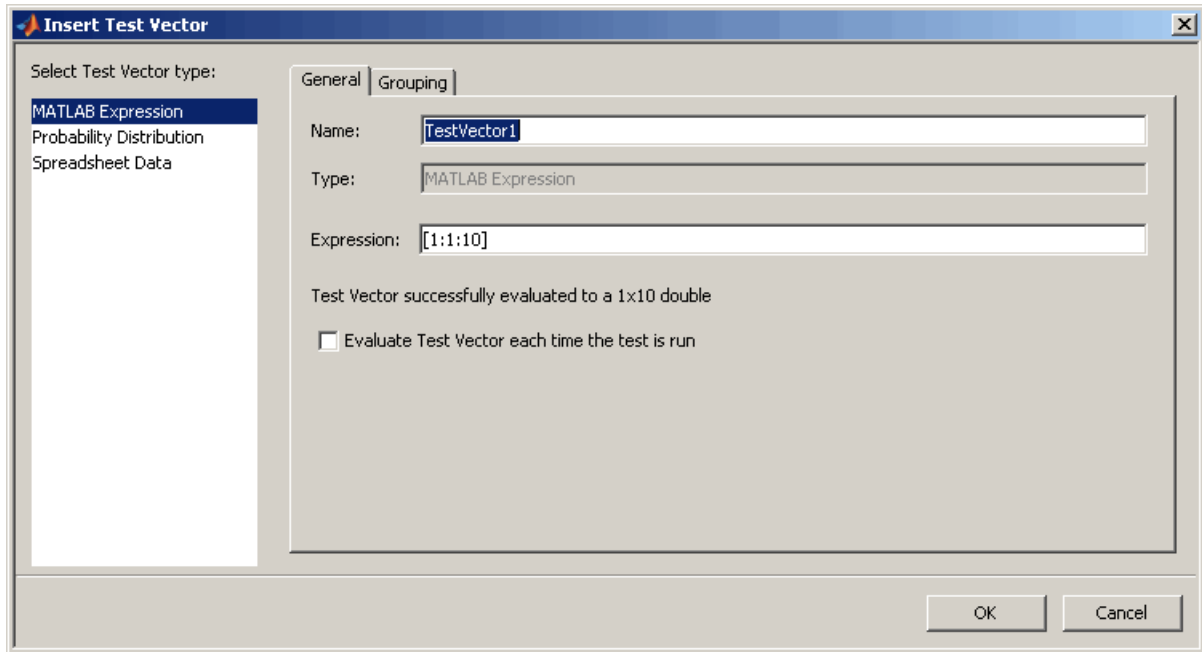 Insert Test Vector
Select Test Vector type:
MATLAB Expression
Probability Distribution
Spreadsheet Data
General Grouping
Name: TestVector1
Type: MATLAB Expression
Expression: [1:1:10]
Test Vector successfully evaluated to a 1x10 double
Evaluate Test Vector each time the test is run
OK Cancel